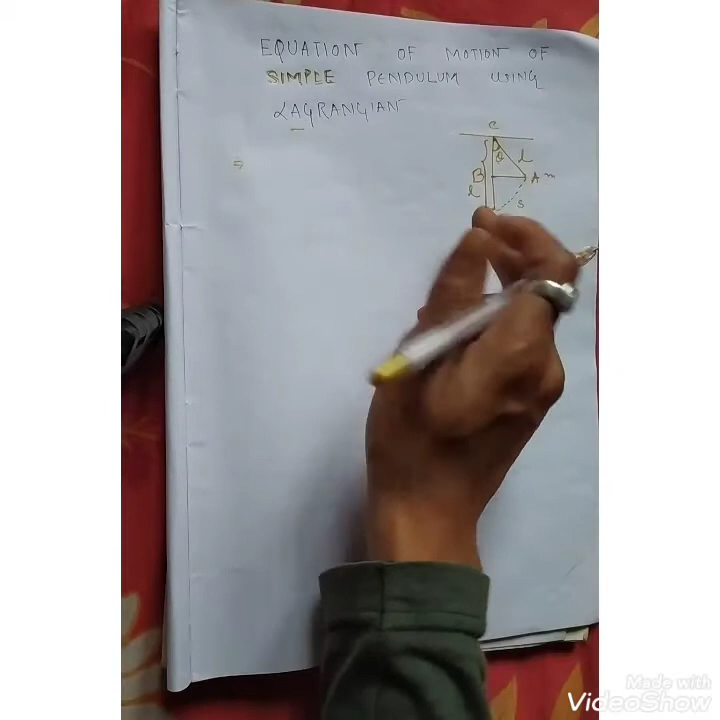 EQUATION OF MOTION OF
SIMPLE PENDULUM USING
LAGRANGIAN
⇒
C
θ
l
B
A m
l
S
Made with
VideoShow